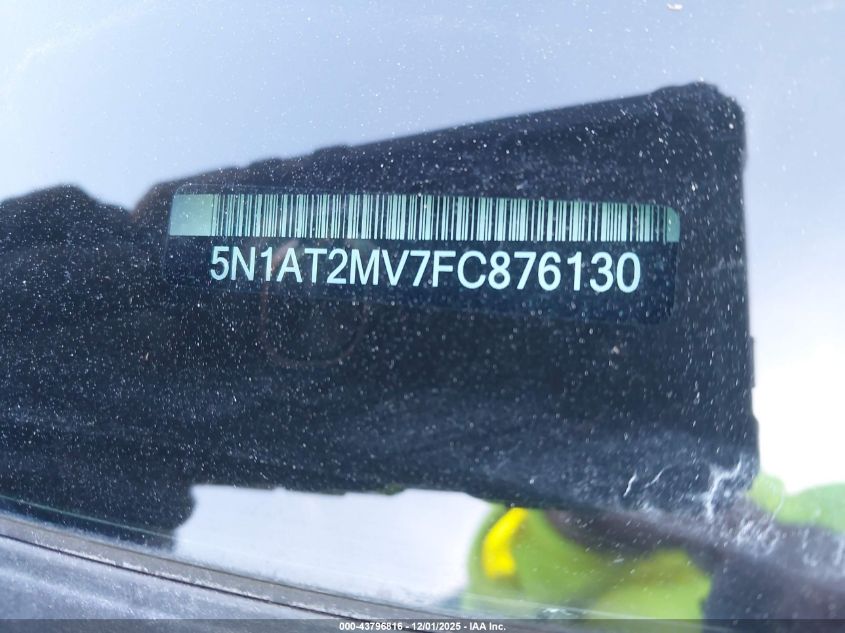 5N1AT2MV7FC876130
000-43796816 - 12/01/2025 - IAA Inc.